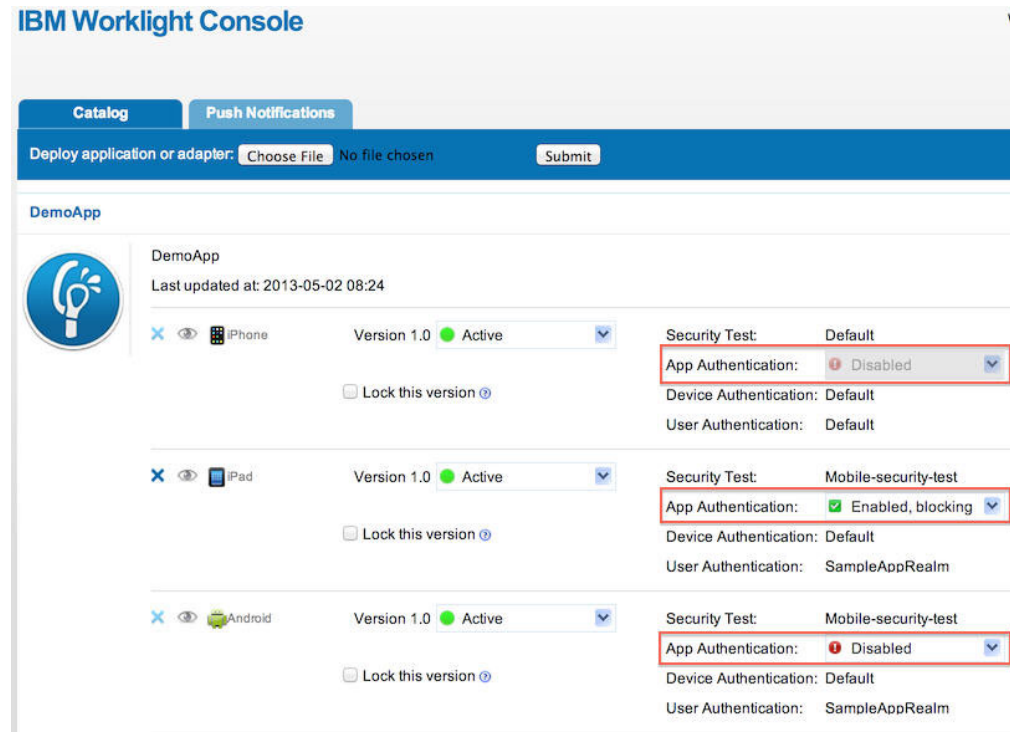 IBM Worklight Console
Catalog Push Notifications
Deploy application or adapter: Choose File No file chosen Submit
DemoApp
DemoApp
Last updated at: 2013-05-02 08:24
iPhone Version 1.0 Active Security Test: Default
App Authentication: Disabled
Lock this version Device Authentication: Default
User Authentication: Default
iPad Version 1.0 Active Security Test: Mobile-security-test
App Authentication: Enabled, blocking
Lock this version Device Authentication: Default
User Authentication: SampleAppRealm
Android Version 1.0 Active Security Test: Mobile-security-test
App Authentication: Disabled
Lock this version Device Authentication: Default
User Authentication: SampleAppRealm